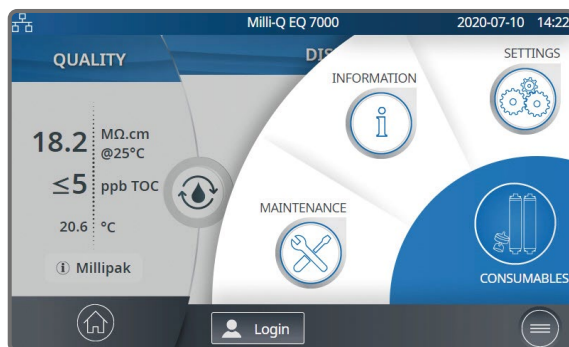 Milli-Q EQ 7000
2020-07-10 14:22
QUALITY
DIS
18.2 MΩ.cm
@25°C
≤5 ppb TOC
20.6 °C
i Millipak
INFORMATION
i
SETTINGS
MAINTENANCE
CONSUMABLES
Login